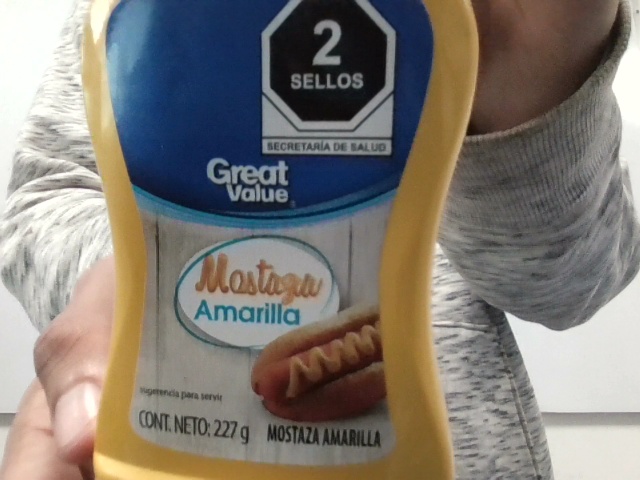 2
SELLOS
SECRETARÍA DE SALUD
Great
Value
Mostaza
Amarilla
sugerencia para servir
CONT. NETO: 227 g
MOSTAZA AMARILLA